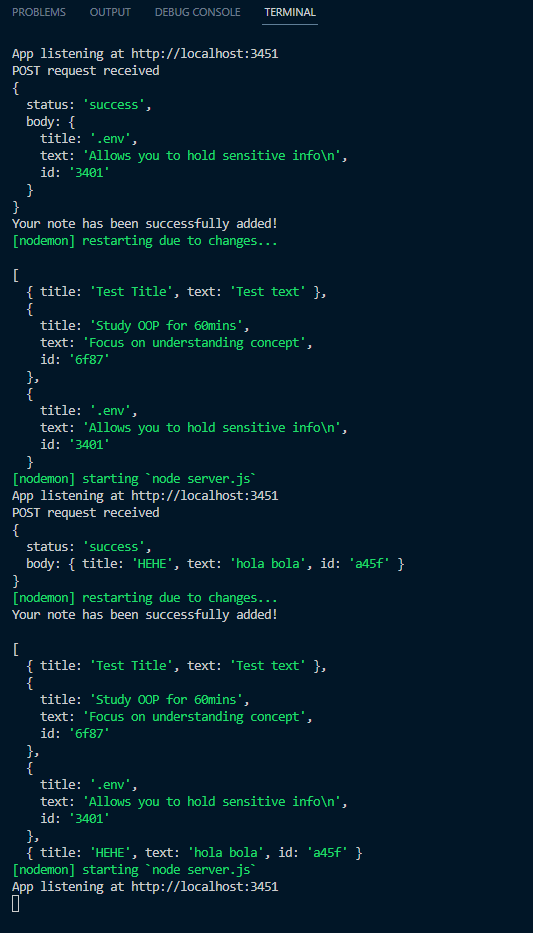 PROBLEMS OUTPUT DEBUG CONSOLE TERMINAL
App listening at http://localhost:3451
POST request received
{
  status: 'success',
  body: {
    title: '.env',
    text: 'Allows you to hold sensitive info\n',
    id: '3401'
  }
}
Your note has been successfully added!
[nodemon] restarting due to changes...
[
  { title: 'Test Title', text: 'Test text' },
  {
    title: 'Study OOP for 60mins',
    text: 'Focus on understanding concept',
    id: '6f87'
  },
  {
    title: '.env',
    text: 'Allows you to hold sensitive info\n',
    id: '3401'
  }
[nodemon] starting `node server.js`
App listening at http://localhost:3451
POST request received
{
  status: 'success',
  body: { title: 'HEHE', text: 'hola bola', id: 'a45f' }
}
[nodemon] restarting due to changes...
Your note has been successfully added!
[
  { title: 'Test Title', text: 'Test text' },
  {
    title: 'Study OOP for 60mins',
    text: 'Focus on understanding concept',
    id: '6f87'
  },
  {
    title: '.env',
    text: 'Allows you to hold sensitive info\n',
    id: '3401'
  },
  { title: 'HEHE', text: 'hola bola', id: 'a45f' }
[nodemon] starting `node server.js`
App listening at http://localhost:3451